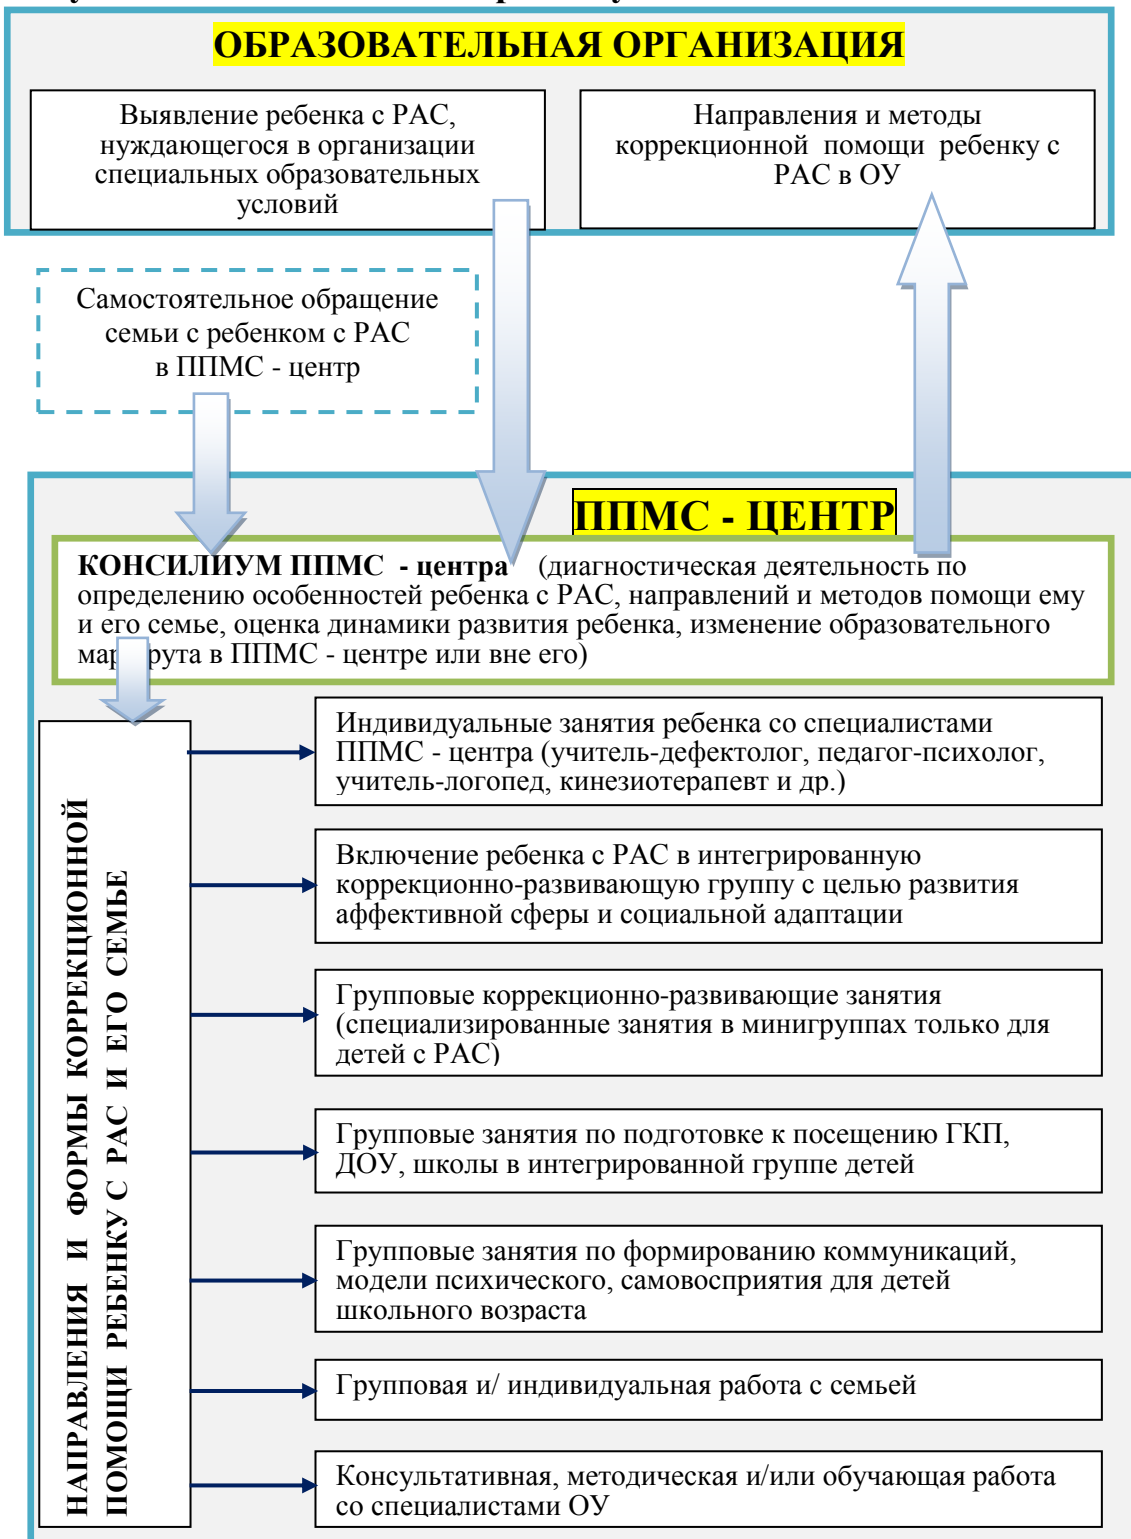 ОБРАЗОВАТЕЛЬНАЯ ОРГАНИЗАЦИЯ
Выявление ребенка с РАС,
нуждающегося в организации
специальных образовательных
условий
Направления и методы
коррекционной помощи ребенку с
РАС в ОУ
Самостоятельное обращение
семьи с ребенком с РАС
в ППМС - центр
ППМС - ЦЕНТР
КОНСИЛИУМ ППМС - центра (диагностическая деятельность по
определению особенностей ребенка с РАС, направлений и методов помощи ему
и его семье, оценка динамики развития ребенка, изменение образовательного
маршрута в ППМС - центре или вне его)
НАПРАВЛЕНИЯ И ФОРМЫ КОРРЕКЦИОННОЙ
ПОМОЩИ РЕБЕНКУ С РАС И ЕГО СЕМЬЕ
Индивидуальные занятия ребенка со специалистами
ППМС - центра (учитель-дефектолог, педагог-психолог,
учитель-логопед, кинезиотерапевт и др.)
Включение ребенка с РАС в интегрированную
коррекционно-развивающую группу с целью развития
аффективной сферы и социальной адаптации
Групповые коррекционно-развивающие занятия
(специализированные занятия в минигруппах только для
детей с РАС)
Групповые занятия по подготовке к посещению ГКП,
ДОУ, школы в интегрированной группе детей
Групповые занятия по формированию коммуникаций,
модели психического, самовосприятия для детей
школьного возраста
Групповая и/ индивидуальная работа с семьей
Консультативная, методическая и/или обучающая работа
со специалистами ОУ